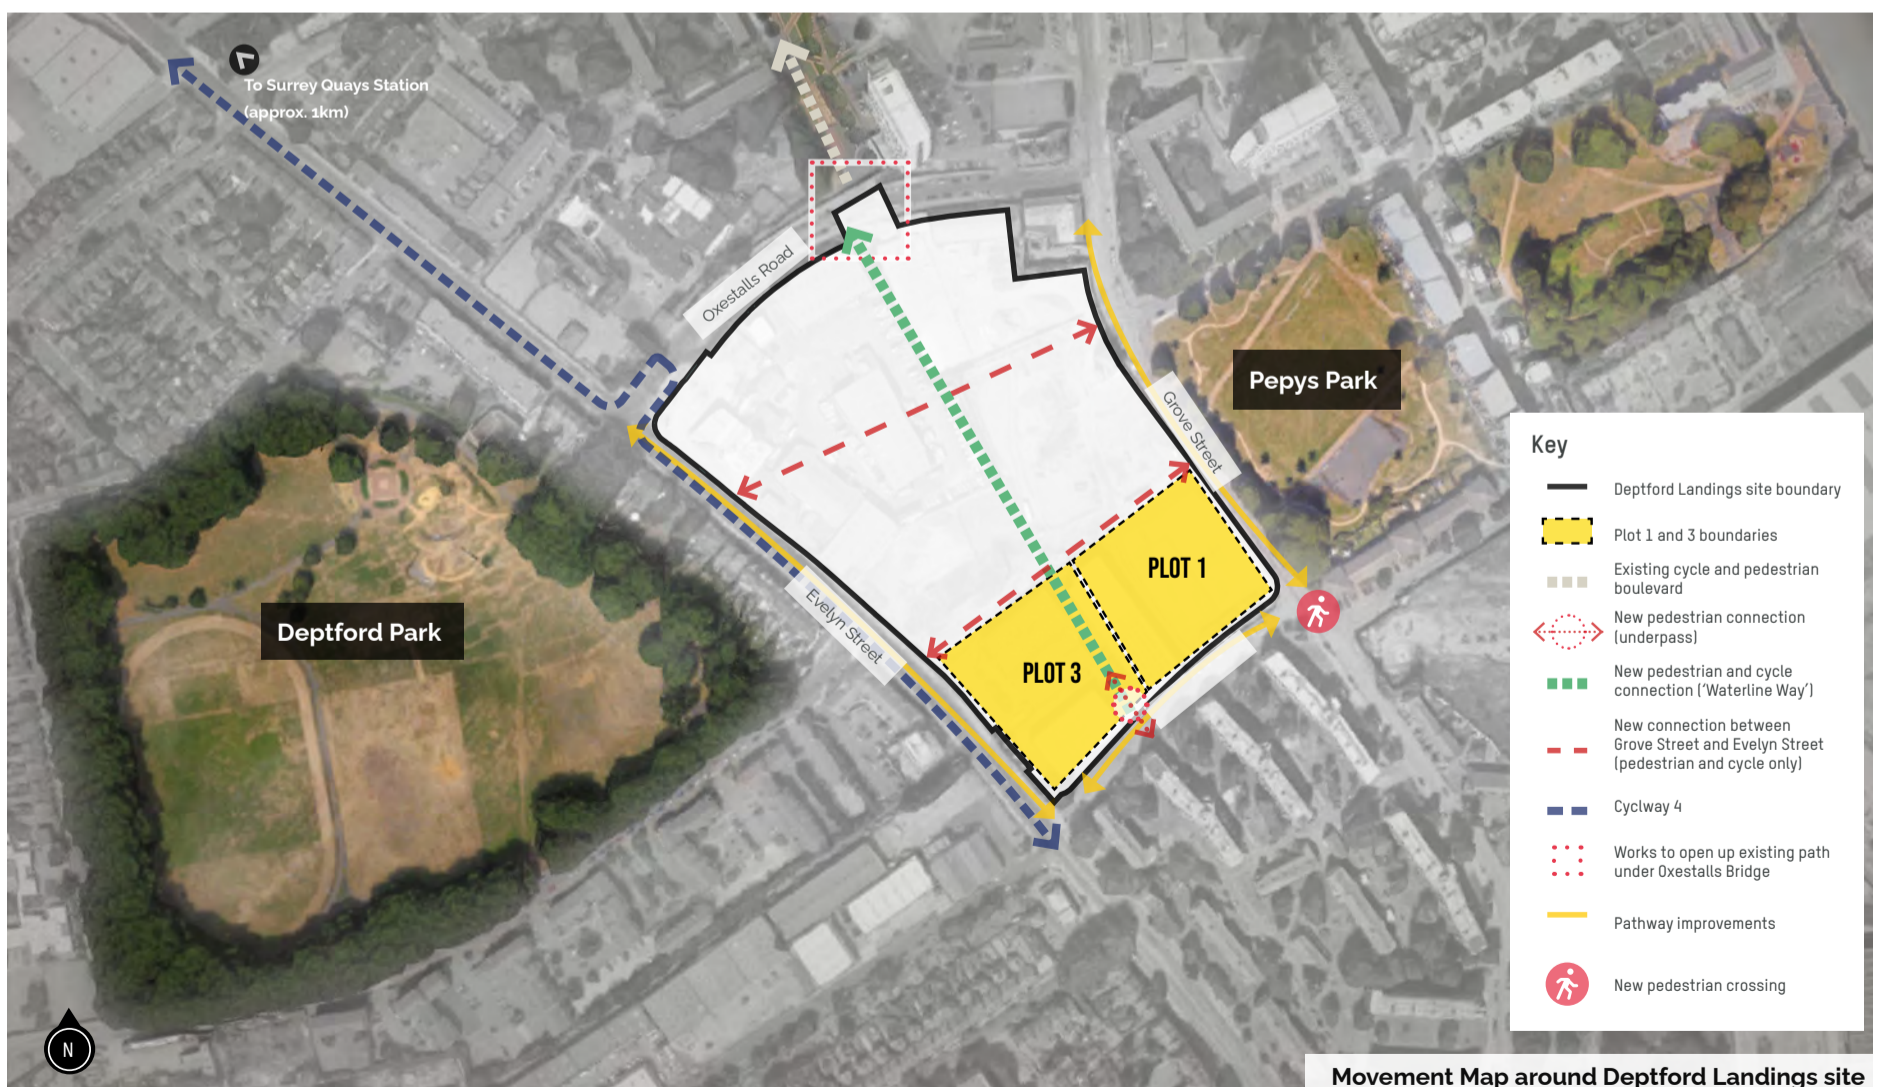 To Surrey Quays Station
(approx. 1km)
Oxestalls Road
Pepys Park
Grove Street
Deptford Park
Evelyn Street
PLOT 1
PLOT 3
N
Key
Deptford Landings site boundary
Plot 1 and 3 boundaries
Existing cycle and pedestrian
boulevard
New pedestrian connection
(underpass)
New pedestrian and cycle
connection (‘Waterline Way’)
New connection between
Grove Street and Evelyn Street
(pedestrian and cycle only)
Cyclway 4
Works to open up existing path
under Oxestalls Bridge
Pathway improvements
New pedestrian crossing
Movement Map around Deptford Landings site